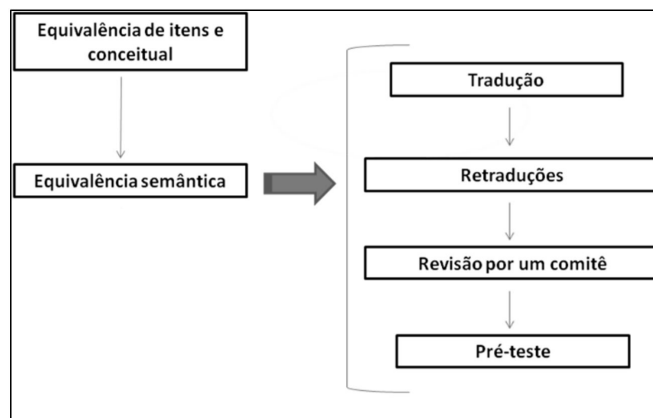 Equivalência de itens e
conceitual
Equivalência semântica
Tradução
Retraduções
Revisão por um comitê
Pré-teste